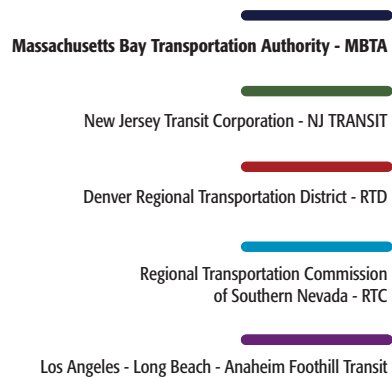 Massachusetts Bay Transportation Authority - MBTA
New Jersey Transit Corporation - NJ TRANSIT
Denver Regional Transportation District - RTD
Regional Transportation Commission
of Southern Nevada - RTC
Los Angeles - Long Beach - Anaheim Foothill Transit